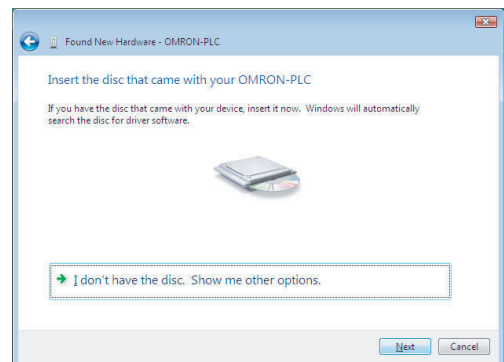 Found New Hardware - OMRON-PLC
Insert the disc that came with your OMRON-PLC
If you have the disc that came with your device, insert it now. Windows will automatically
search the disc for driver software.
I don't have the disc. Show me other options.
Next Cancel